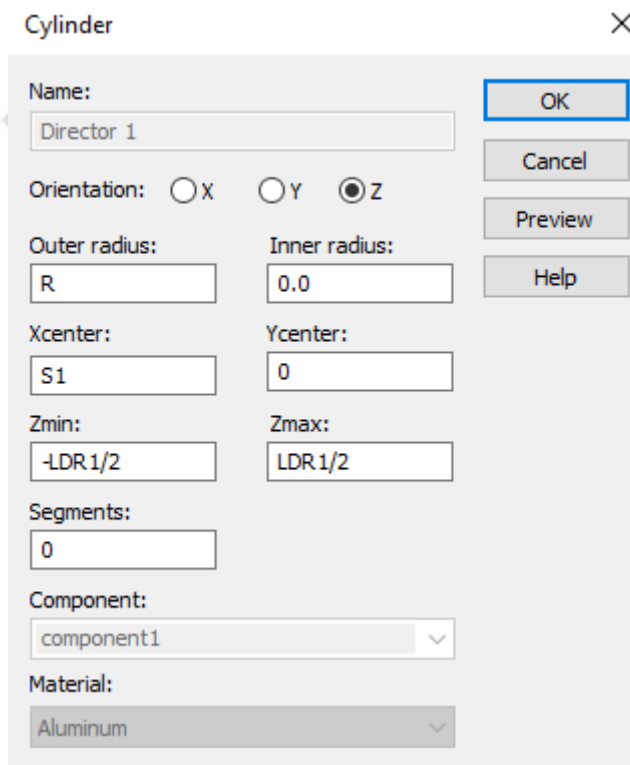 Cylinder
Name:
OK
Director 1
Cancel
Orientation: X Y Z
Preview
Outer radius: Inner radius:
R 0.0
Help
Xcenter: Ycenter:
S1 0
Zmin: Zmax:
-LDR1/2 LDR1/2
Segments:
0
Component:
component1
Material:
Aluminum